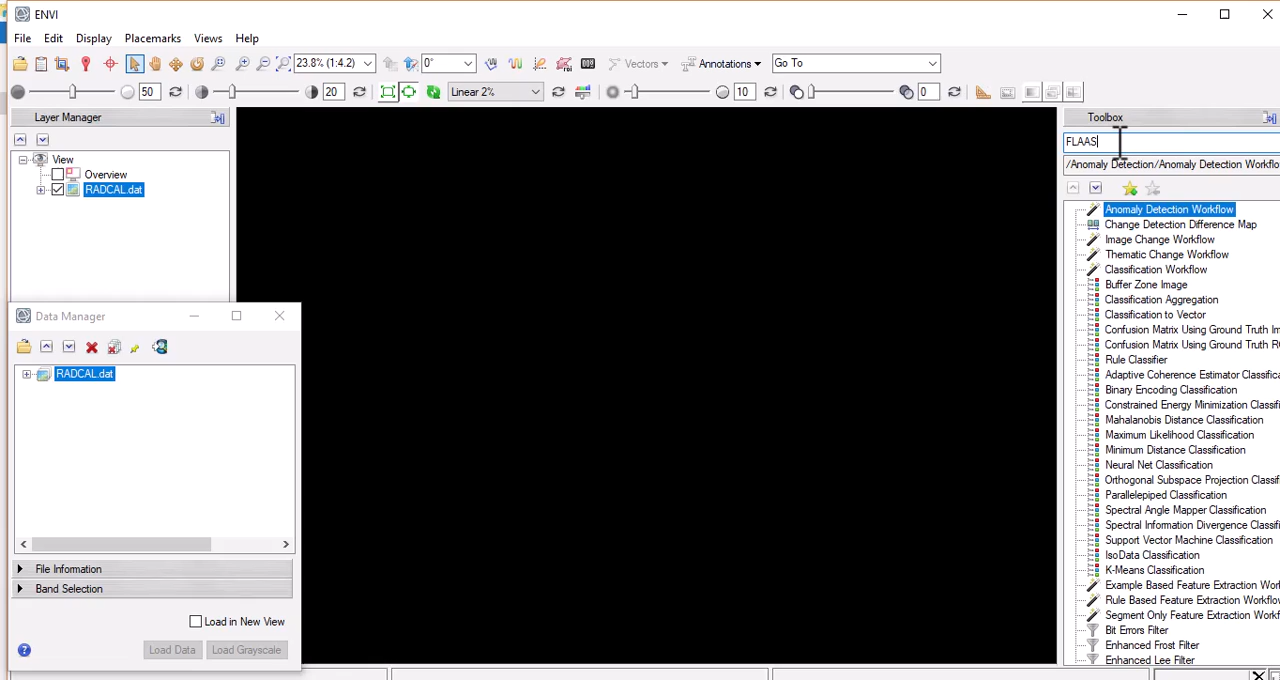 ENVI
File Edit Display Placemarks Views Help
23.8% (1:4.2) 0° Vectors Annotations Go To
50 20 Linear 2% 10 0
Layer Manager
View
Overview
RADCAL.dat
Data Manager
RADCAL.dat
File Information
Band Selection
Load in New View
Load Data Load Grayscale
Toolbox
FLAAS
/Anomaly Detection/Anomaly Detection Workflo
Anomaly Detection Workflow
Change Detection Difference Map
Image Change Workflow
Thematic Change Workflow
Classification Workflow
Buffer Zone Image
Classification Aggregation
Classification to Vector
Confusion Matrix Using Ground Truth Im
Confusion Matrix Using Ground Truth R
Rule Classifier
Adaptive Coherence Estimator Classifica
Binary Encoding Classification
Constrained Energy Minimization Classific
Mahalanobis Distance Classification
Maximum Likelihood Classification
Minimum Distance Classification
Neural Net Classification
Orthogonal Subspace Projection Classifi
Parallelepiped Classification
Spectral Angle Mapper Classification
Spectral Information Divergence Classifi
Support Vector Machine Classification
IsoData Classification
K-Means Classification
Example Based Feature Extraction Wor
Rule Based Feature Extraction Workflow
Segment Only Feature Extraction Workf
Bit Errors Filter
Enhanced Frost Filter
Enhanced Lee Filter